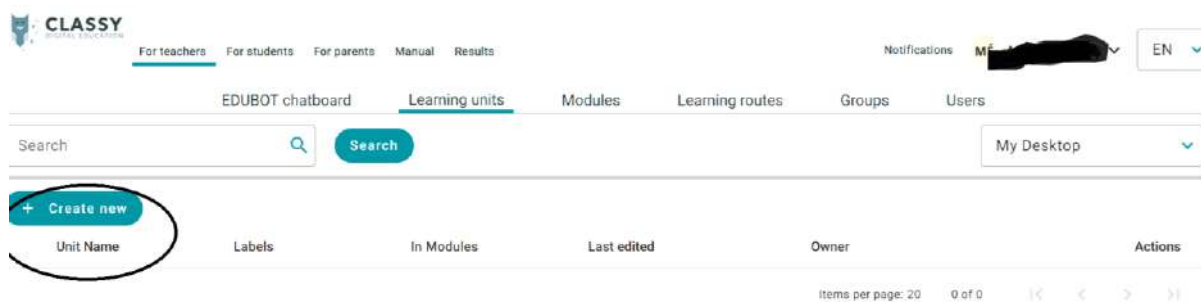 CLASSY
DIGITAL EDUCATION
For teachers For students For parents Manual Results Notifications EN
EDUBOT chatboard Learning units Modules Learning routes Groups Users
Search Search My Desktop
+ Create new
Unit Name Labels In Modules Last edited Owner Actions
Items per page: 20 0 of 0